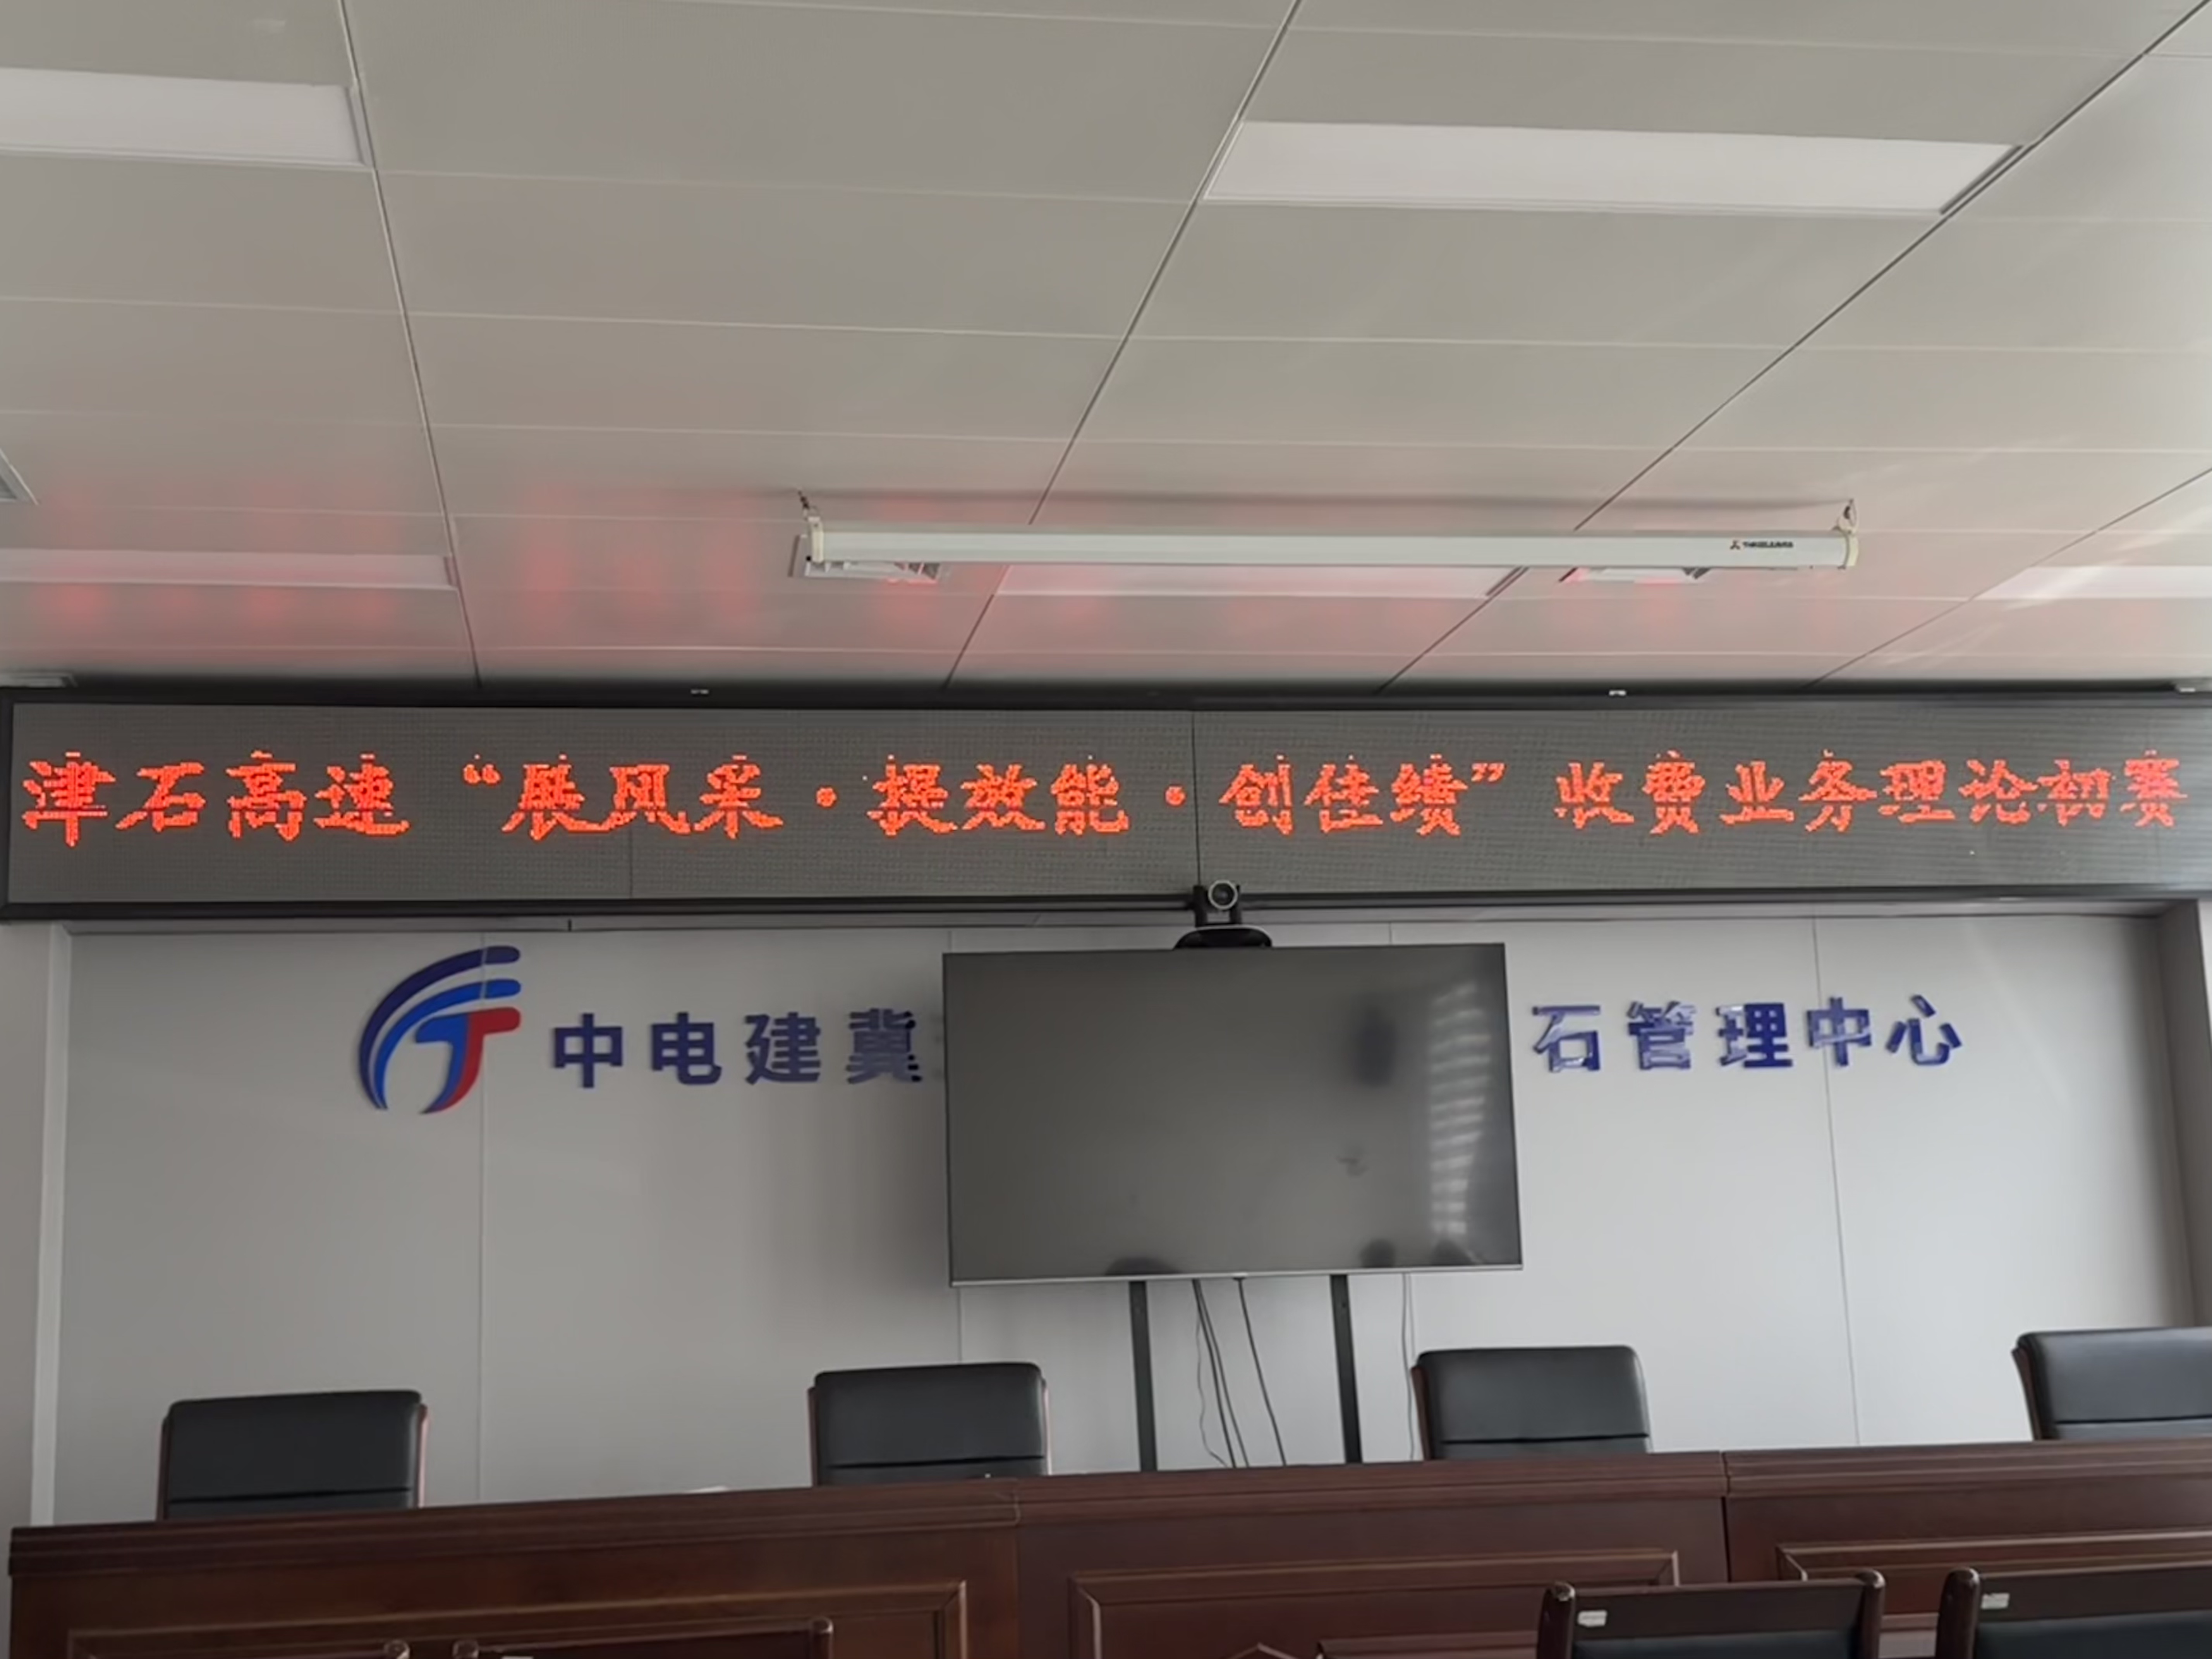 津石高速“展风采·提效能·创佳绩”收费业务理论初赛
中电建冀 石管理中心